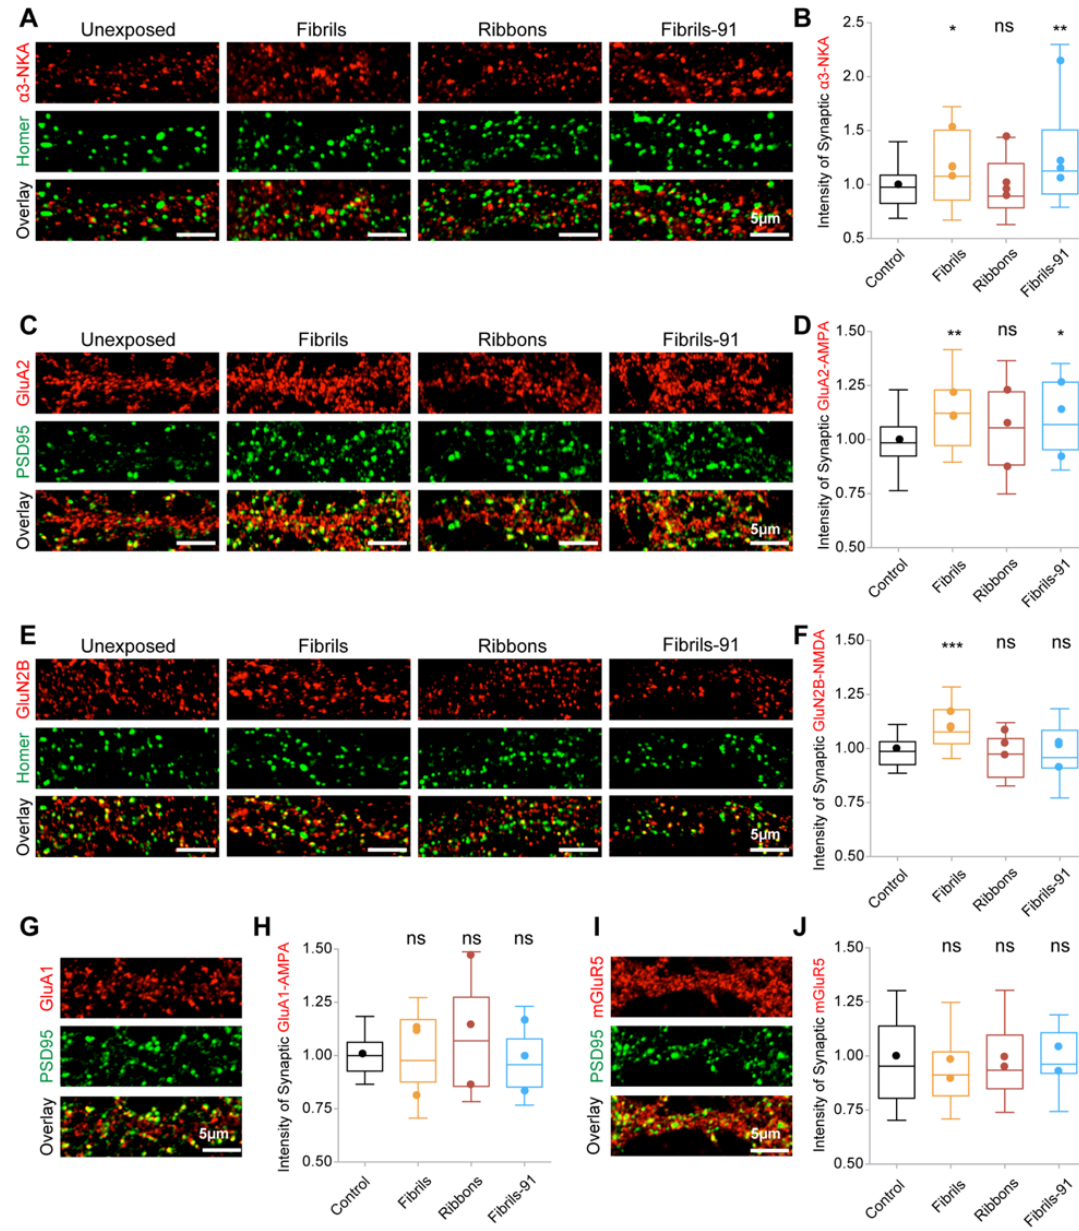 A
Unexposed Fibrils Ribbons Fibrils-91
α3-NKA
Homer
Overlay
5µm
B
Intensity of Synaptic α3-NKA
2.5
2.0
1.5
1.0
0.5
* ns **
Control Fibrils Ribbons Fibrils-91
C
Unexposed Fibrils Ribbons Fibrils-91
GluA2
PSD95
Overlay
5µm
D
Intensity of Synaptic GluA2-AMPA
1.50
1.25
1.00
0.75
0.50
** ns *
Control Fibrils Ribbons Fibrils-91
E
Unexposed Fibrils Ribbons Fibrils-91
GluN2B
Homer
Overlay
5µm
F
Intensity of Synaptic GluN2B-NMDA
1.50
1.25
1.00
0.75
0.50
*** ns ns
Control Fibrils Ribbons Fibrils-91
G
GluA1
PSD95
Overlay
5µm
H
Intensity of Synaptic GluA1-AMPA
1.50
1.25
1.00
0.75
0.50
ns ns ns
Control Fibrils Ribbons Fibrils-91
I
mGluR5
PSD95
Overlay
5µm
J
Intensity of Synaptic mGluR5
1.50
1.25
1.00
0.75
0.50
ns ns ns
Control Fibrils Ribbons Fibrils-91